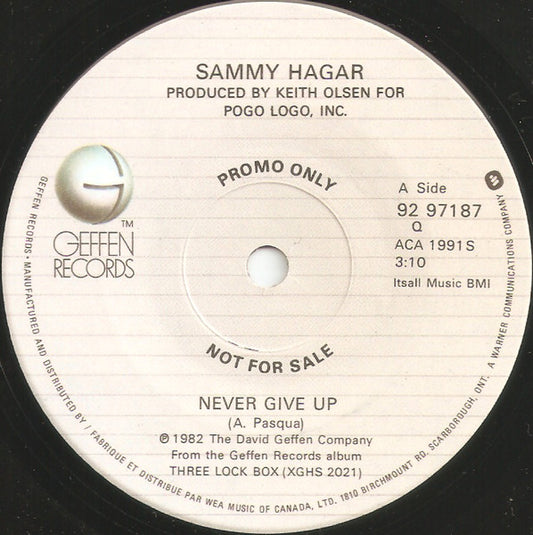 SAMMY HAGAR
PRODUCED BY KEITH OLSEN FOR
POGO LOGO, INC.
PROMO ONLY
A Side
92 97187
Q
ACA 1991S
3:10
Itsall Music BMI
G
TM
GEFFEN
RECORDS
NOT FOR SALE
NEVER GIVE UP
(A. Pasqua)
℗ 1982 The David Geffen Company
From the Geffen Records album
THREE LOCK BOX (XGHS 2021)
GEFFEN RECORDS • MANUFACTURED AND DISTRIBUTED BY / FABRIQUE ET DISTRIBUE PAR WEA MUSIC OF CANADA, LTD. 1810 BIRCHMOUNT RD, SCARBOROUGH, ONT. A WARNER COMMUNICATIONS COMPANY